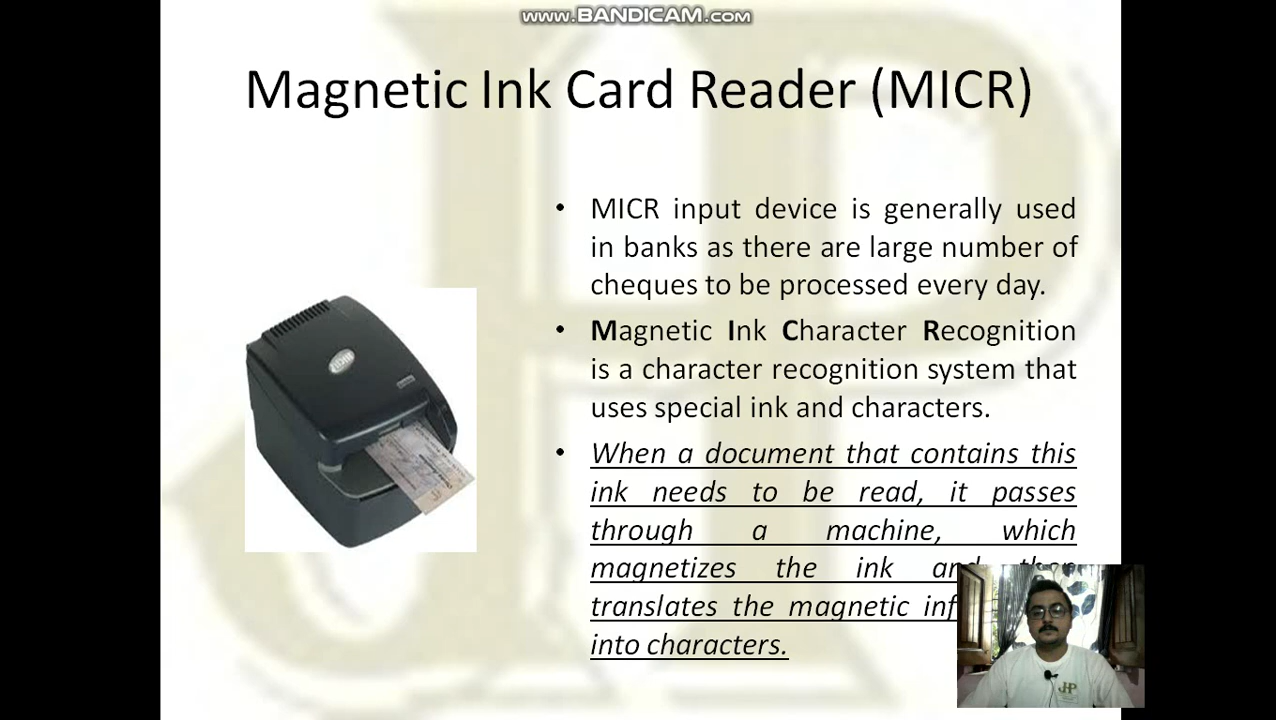 www.BANDICAM.com
Magnetic Ink Card Reader (MICR)
• MICR input device is generally used
in banks as there are large number of
cheques to be processed every day.
• Magnetic Ink Character Recognition
is a character recognition system that
uses special ink and characters.
• When a document that contains this
ink needs to be read, it passes
through a machine, which
magnetizes the ink and then
translates the magnetic inf
into characters.
JHP